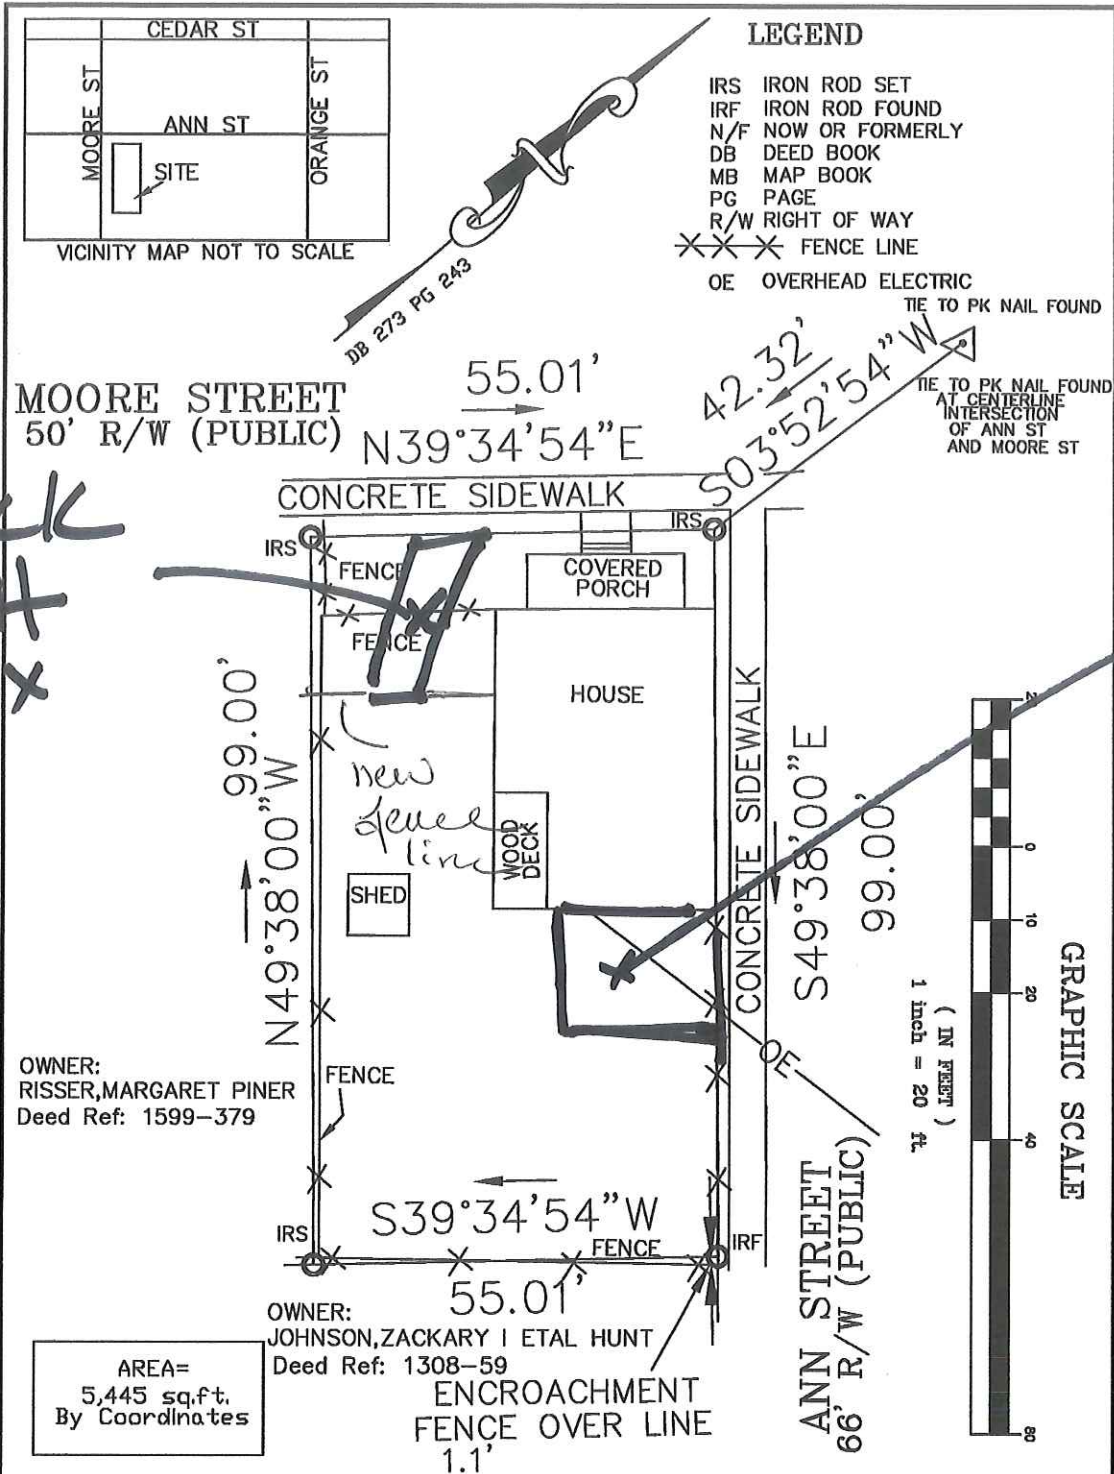 CEDAR ST
MOORE ST
ANN ST
ORANGE ST
SITE
VICINITY MAP NOT TO SCALE
DB 273 PG 243
LEGEND
IRS IRON ROD SET
IRF IRON ROD FOUND
N/F NOW OR FORMERLY
DB DEED BOOK
MB MAP BOOK
PG PAGE
R/W RIGHT OF WAY
FENCE LINE
OE OVERHEAD ELECTRIC
TIE TO PK NAIL FOUND
TIE TO PK NAIL FOUND
AT CENTERLINE
INTERSECTION
OF ANN ST
AND MOORE ST
42.32'
S03°52'54"W
MOORE STREET
50' R/W (PUBLIC)
55.01'
N39°34'54"E
CONCRETE SIDEWALK
IRS
IRS
FENCE
FENCE
COVERED
PORCH
HOUSE
new
fence
line
WOOD
DECK
SHED
99.00'
N49°38'00"W
CONCRETE SIDEWALK
S49°38'00"E
99.00'
OE
OWNER:
RISSER,MARGARET PINER
Deed Ref: 1599-379
FENCE
S39°34'54"W
IRS
FENCE
IRF
55.01'
OWNER:
JOHNSON,ZACKARY I ETAL HUNT
Deed Ref: 1308-59
ENCROACHMENT
FENCE OVER LINE
1.1'
AREA=
5,445 sq.ft.
By Coordinates
ANN STREET
66' R/W (PUBLIC)
GRAPHIC SCALE
( IN FEET )
1 inch = 20 ft.
0
10
20
40
80